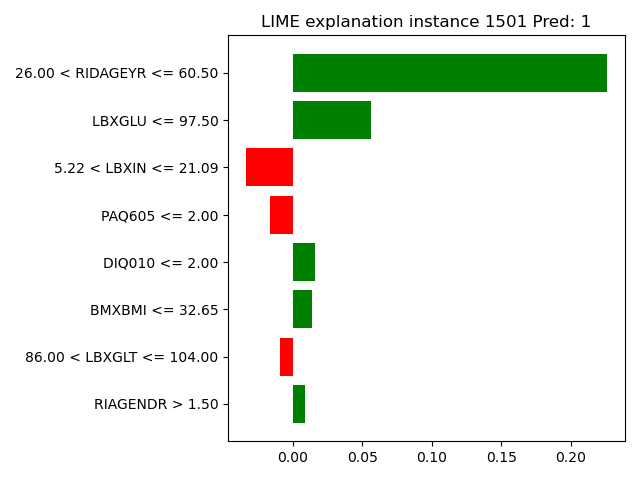 LIME explanation instance 1501 Pred: 1
26.00 < RIDAGEYR <= 60.50
LBXGLU <= 97.50
5.22 < LBXIN <= 21.09
PAQ605 <= 2.00
DIQ010 <= 2.00
BMXBMI <= 32.65
86.00 < LBXGLT <= 104.00
RIAGENDR > 1.50
0.00 0.05 0.10 0.15 0.20